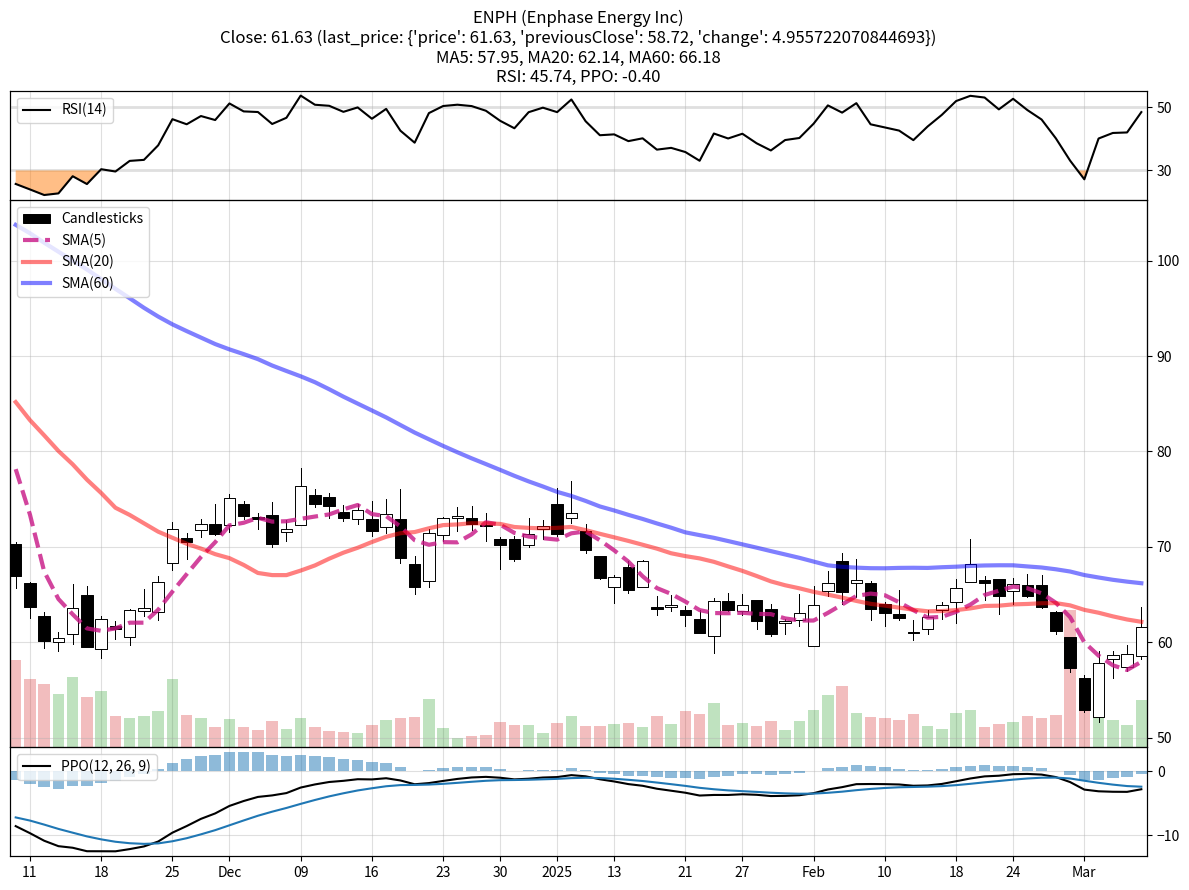 ENPH (Enphase Energy Inc)
Close: 61.63 (last_price: {'price': 61.63, 'previousClose': 58.72, 'change': 4.955722070844693})
MA5: 57.95, MA20: 62.14, MA60: 66.18
RSI: 45.74, PPO: -0.40
RSI(14)
50
30
Candlesticks
SMA(5)
SMA(20)
SMA(60)
100
90
80
70
60
50
PPO(12, 26, 9)
0
−10
11 18 25 Dec 09 16 23 30 2025 13 21 27 Feb 10 18 24 Mar